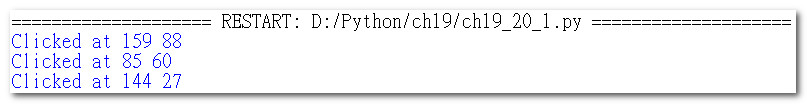 ==================== RESTART: D:/Python/ch19/ch19_20_1.py ====================
Clicked at 159 88
Clicked at 85 60
Clicked at 144 27